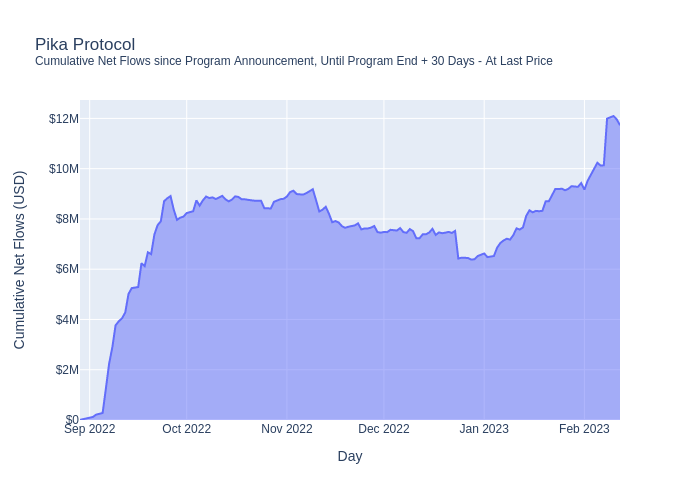 Pika Protocol
Cumulative Net Flows since Program Announcement, Until Program End + 30 Days - At Last Price
Cumulative Net Flows (USD)
$12M
$10M
$8M
$6M
$4M
$2M
$0
Sep 2022
Oct 2022
Nov 2022
Dec 2022
Jan 2023
Feb 2023
Day